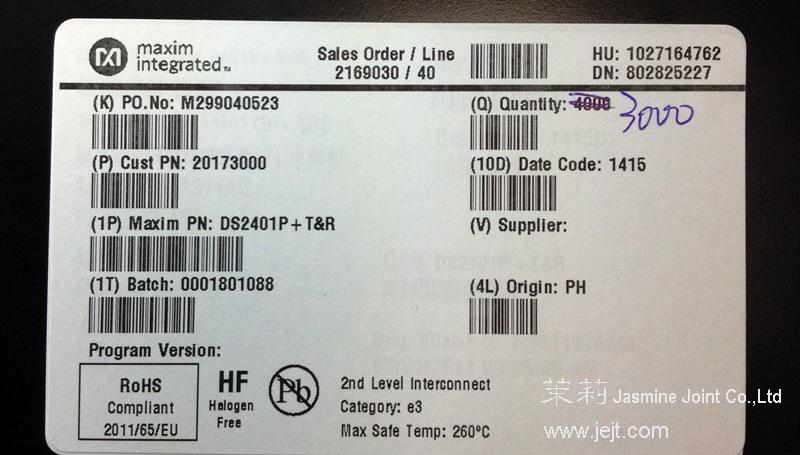 maxim
integrated™
Sales Order / Line
2169030 / 40
HU: 1027164762
DN: 802825227
(K) PO.No: M299040523
(Q) Quantity: 4000 3000
(P) Cust PN: 20173000
(10D) Date Code: 1415
(1P) Maxim PN: DS2401P+T&R
(V) Supplier:
(1T) Batch: 0001801088
(4L) Origin: PH
Program Version:
RoHS
Compliant
2011/65/EU
HF
Halogen
Free
Pb
2nd Level Interconnect
Category: e3
Max Safe Temp: 260ºC
茉莉 Jasmine Joint Co.,Ltd
www.jejt.com